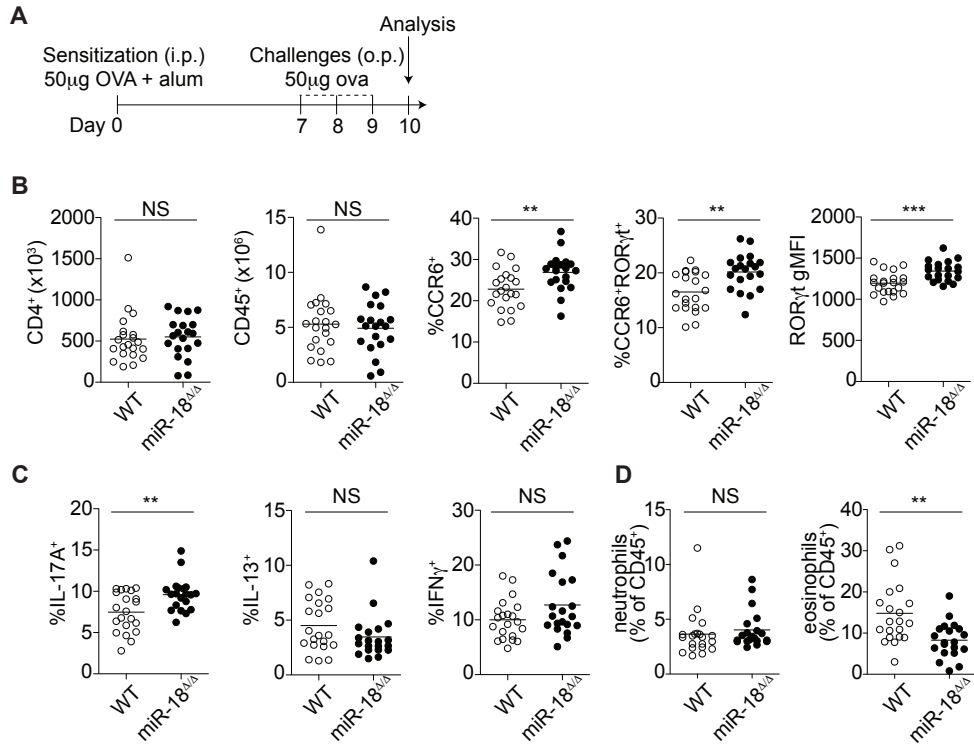 A
Analysis
Sensitization (i.p.) Challenges (o.p.)
50μg OVA + alum 50μg ova
Day 0 7 8 9 10
B
NS NS ** ** ***
CD4⁺ (x10³)
2000
1500
1000
500
0
WT
miR-18Δ/Δ
CD45⁺ (x10⁶)
15
10
5
0
WT
miR-18Δ/Δ
%CCR6⁺
40
30
20
10
0
WT
miR-18Δ/Δ
%CCR6⁺RORγt⁺
30
20
10
0
WT
miR-18Δ/Δ
RORγt gMFI
2000
1500
1000
500
0
WT
miR-18Δ/Δ
C
** NS NS
%IL-17A⁺
20
15
10
5
0
WT
miR-18Δ/Δ
%IL-13⁺
15
10
5
0
WT
miR-18Δ/Δ
%IFNγ⁺
30
20
10
0
WT
miR-18Δ/Δ
D
NS **
neutrophils
(% of CD45⁺)
15
10
5
0
WT
miR-18Δ/Δ
eosinophils
(% of CD45⁺)
40
30
20
10
0
WT
miR-18Δ/Δ